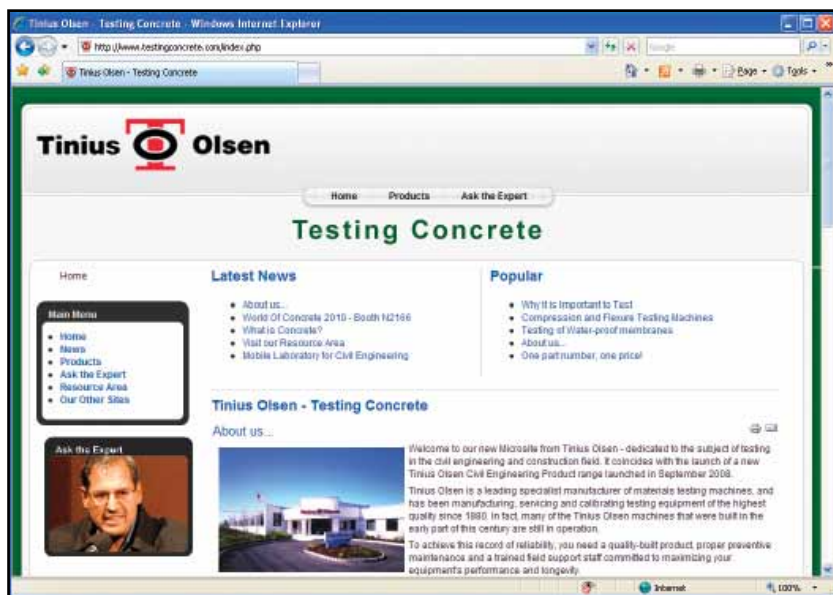 Tinius Olsen - Testing Concrete - Windows Internet Explorer
http://www.testingconcrete.com/index.php
Google
Tinius Olsen - Testing Concrete
Page
Tools
Tinius Olsen
Home Products Ask the Expert
Testing Concrete
Home
Main Menu
Home
News
Products
Ask the Expert
Resource Area
Our Other Sites
Ask the Expert
Latest News
About us...
World Of Concrete 2010 - Booth N2166
What is Concrete?
Visit our Resource Area
Mobile Laboratory for Civil Engineering
Popular
Why It is Important to Test
Compression and Flexure Testing Machines
Testing of Water-proof membranes
About us...
One part number, one price!
Tinius Olsen - Testing Concrete
About us...
Welcome to our new Microsite from Tinius Olsen - dedicated to the subject of testing
in the civil engineering and construction field. It coincides with the launch of a new
Tinius Olsen Civil Engineering Product range launched in September 2008.
Tinius Olsen is a leading specialist manufacturer of materials testing machines, and
has been manufacturing, servicing and calibrating testing equipment of the highest
quality since 1880. In fact, many of the Tinius Olsen machines that were built in the
early part of this century are still in operation.
To achieve this record of reliability, you need a quality-built product, proper preventive
maintenance and a trained field support staff committed to maximizing your
equipment's performance and longevity.
Internet
100%